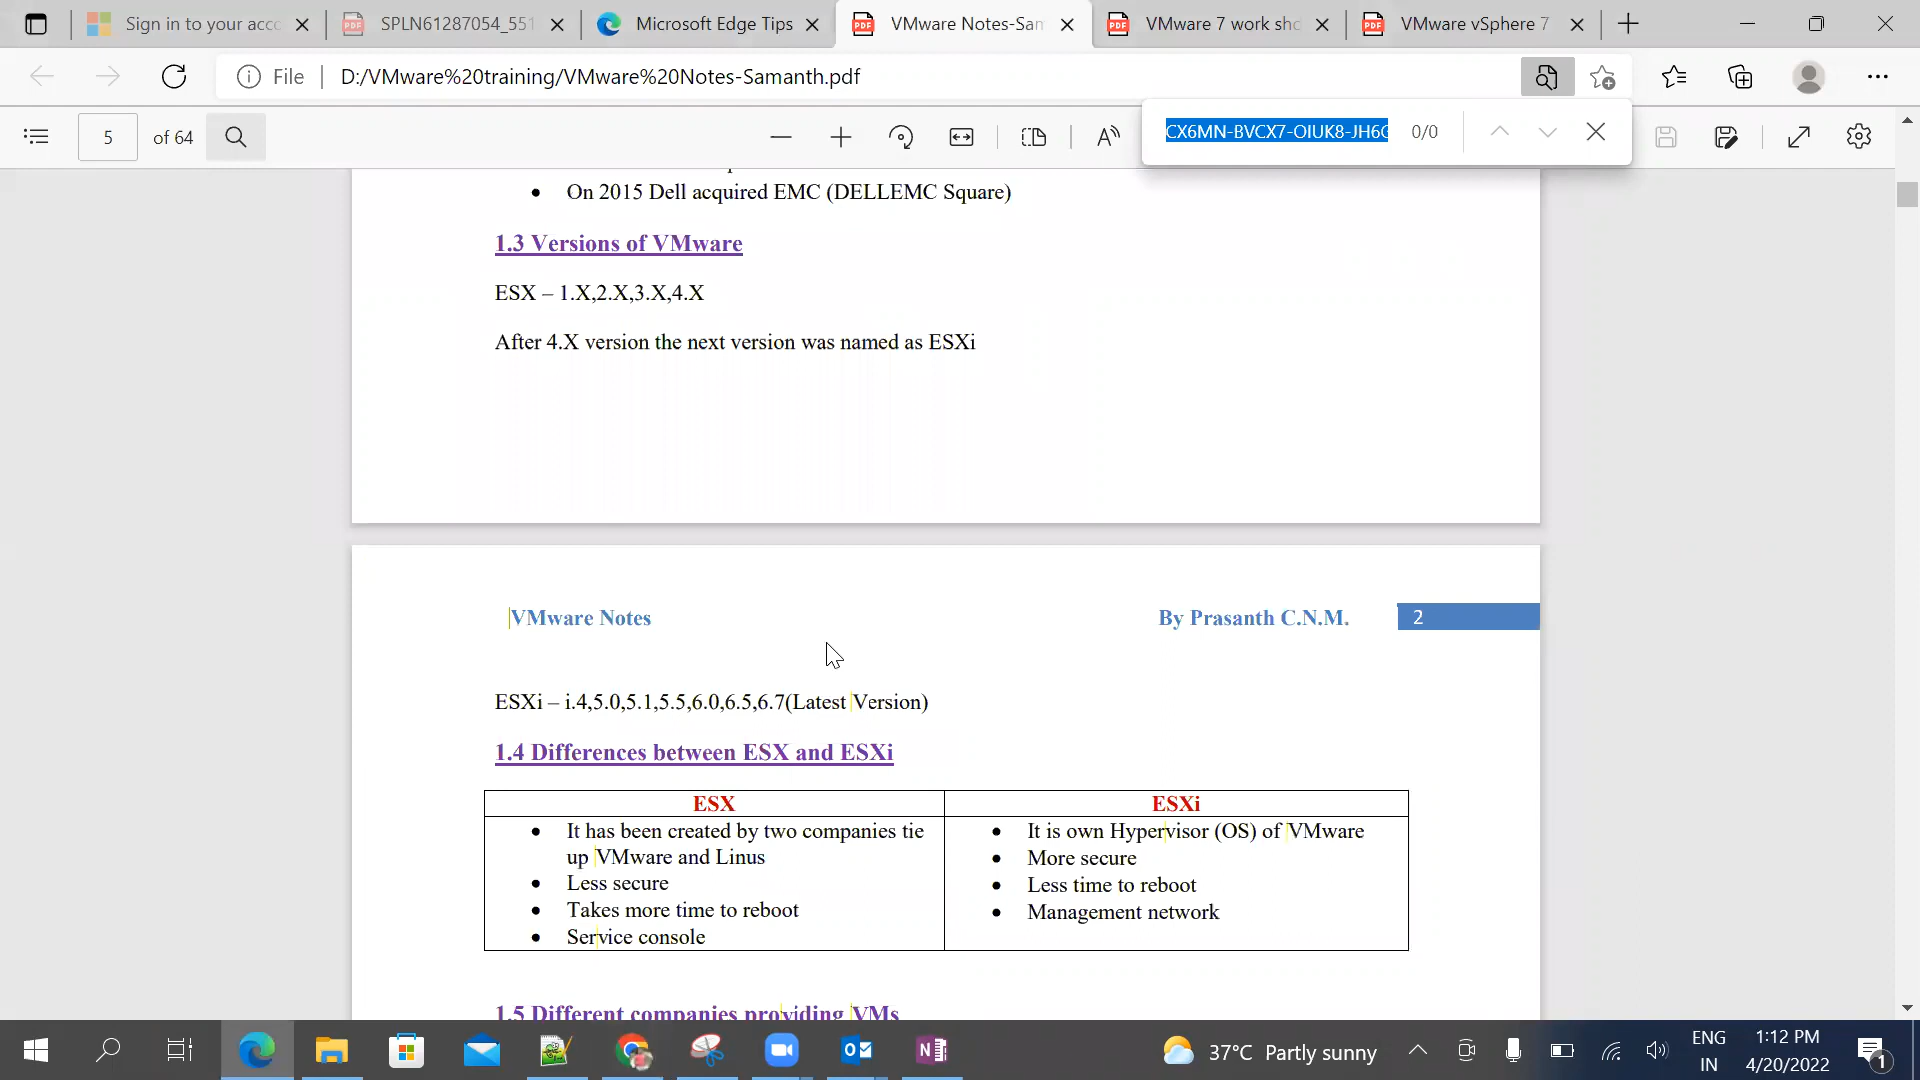 Sign in to your acc
SPLN61287054_551
Microsoft Edge Tips
VMware Notes-Sam
VMware 7 work sho
VMware vSphere 7
File
D:/VMware%20training/VMware%20Notes-Samanth.pdf
5 of 64
CX6MN-BVCX7-OIUK8-JH6G
0/0
• On 2015 Dell acquired EMC (DELLEMC Square)
1.3 Versions of VMware
ESX – 1.X,2.X,3.X,4.X
After 4.X version the next version was named as ESXi
VMware Notes By Prasanth C.N.M. 2
ESXi – i.4,5.0,5.1,5.5,6.0,6.5,6.7(Latest Version)
1.4 Differences between ESX and ESXi
ESX
• It has been created by two companies tie
up VMware and Linus
• Less secure
• Takes more time to reboot
• Service console
ESXi
• It is own Hypervisor (OS) of VMware
• More secure
• Less time to reboot
• Management network
1.5 Different companies providing VMs
37°C Partly sunny
ENG
IN
1:12 PM
4/20/2022
1